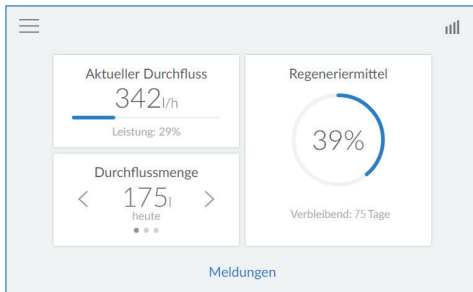 Aktueller Durchfluss
342l/h
Leistung: 29%
Durchflussmenge
175l
heute
Regeneriermittel
39%
Verbleibend: 75 Tage
Meldungen